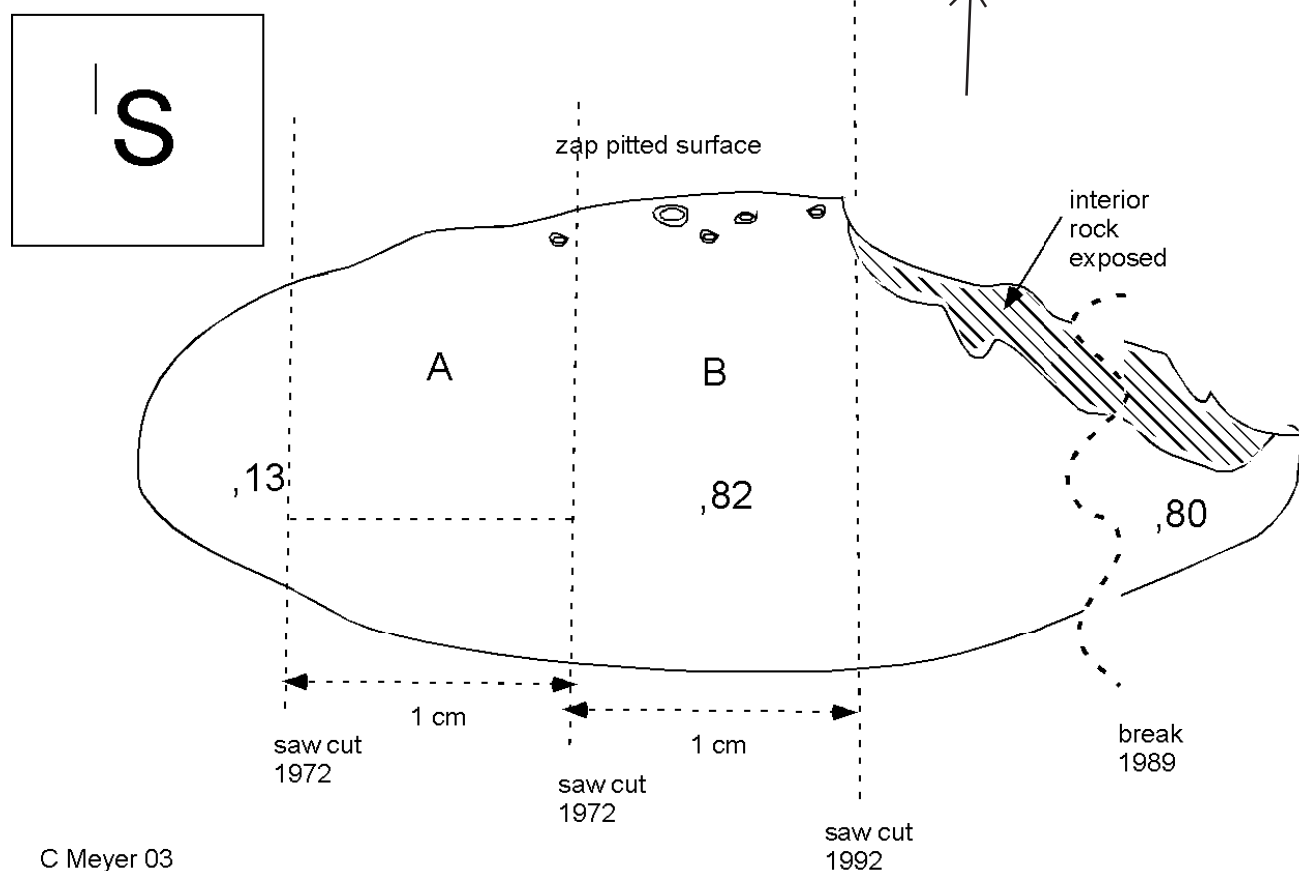 S
zap pitted surface
interior
rock
exposed
A
B
,13
,82
,80
1 cm
1 cm
saw cut
1972
saw cut
1972
saw cut
1992
break
1989
C Meyer 03